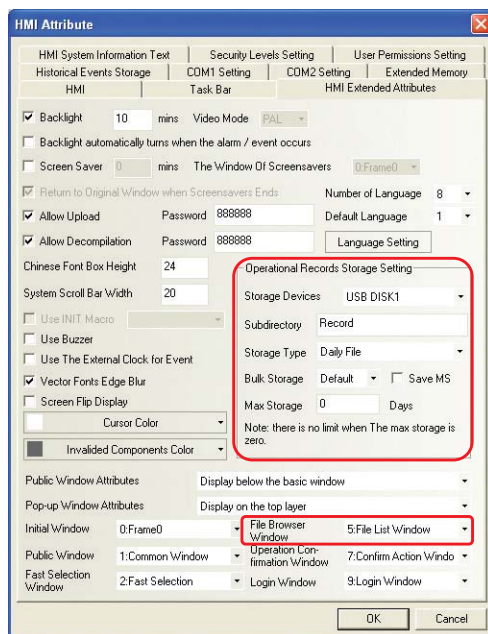 HMI Attribute
HMI System Information Text Security Levels Setting User Permissions Setting
Historical Events Storage COM1 Setting COM2 Setting Extended Memory
HMI Task Bar HMI Extended Attributes
Backlight 10 mins Video Mode PAL
Backlight automatically turns when the alarm / event occurs
Screen Saver 0 mins The Window Of Screensavers 0:Frame0
Return to Original Window when Screensavers Ends Number of Language 8
Allow Upload Password 888888 Default Language 1
Allow Decompilation Password 888888 Language Setting
Chinese Font Box Height 24 Operational Records Storage Setting
System Scroll Bar Width 20 Storage Devices USB DISK1
Use INIT Macro Subdirectory Record
Use Buzzer
Use The External Clock for Event Storage Type Daily File
Vector Fonts Edge Blur Bulk Storage Default Save MS
Screen Flip Display Max Storage 0 Days
Cursor Color Note: there is no limit when The max storage is
Invalided Components Color zero.
Public Window Attributes Display below the basic window
Pop-up Window Attributes Display on the top layer
Initial Window 0:Frame0 File Browser Window 5:File List Window
Public Window 1:Common Window Operation Con-
firmation Window 7:Confirm Action Windo
Fast Selection Window 2:Fast Selection Login Window 9:Login Window
OK Cancel